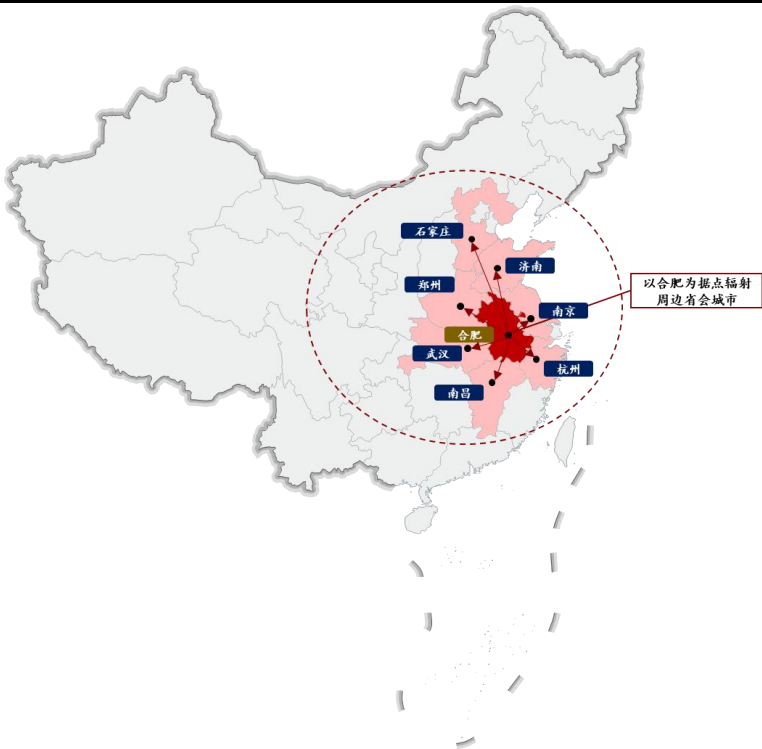 石家庄
济南
郑州
以合肥为据点辐射
周边省会城市
南京
合肥
武汉
杭州
南昌